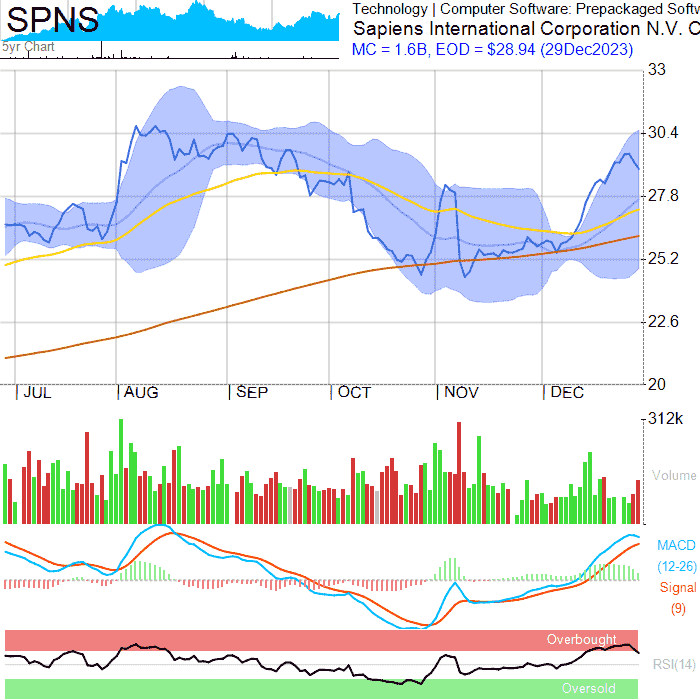 SPNS
5yr Chart
Technology | Computer Software: Prepackaged Softw
Sapiens International Corporation N.V. C
MC = 1.6B, EOD = $28.94 (29Dec2023)
33
30.4
27.8
25.2
22.6
20
JUL AUG SEP OCT NOV DEC
312k
Volume
MACD
(12-26)
Signal
(9)
Overbought
RSI(14)
Oversold